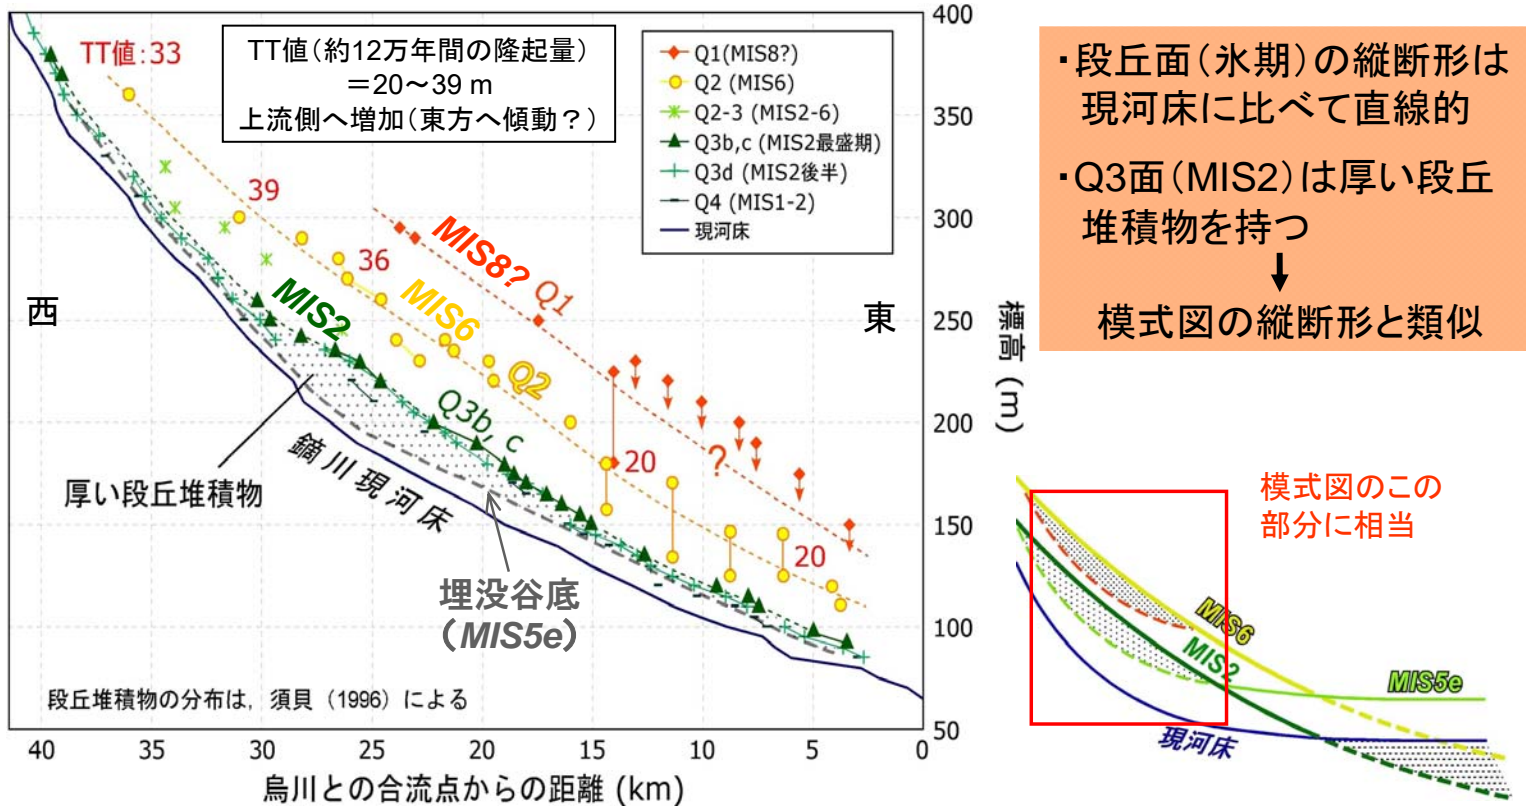 TT値:33
TT値(約12万年間の隆起量)
=20~39 m
上流側へ増加(東方へ傾動?)
Q1(MIS8?)
Q2 (MIS6)
Q2-3 (MIS2-6)
Q3b,c (MIS2最盛期)
Q3d (MIS2後半)
Q4 (MIS1-2)
現河床
39
36
MIS8? Q1
MIS2
MIS6
西
東
Q2
Q3b, c
20
?
20
鏑川現河床
厚い段丘堆積物
埋没谷底
(MIS5e)
段丘堆積物の分布は,須貝(1996)による
400
350
300
250
200
150
100
50
標高 (m)
40
35
30
25
20
15
10
5
0
烏川との合流点からの距離 (km)
・段丘面(氷期)の縦断形は
現河床に比べて直線的
・Q3面(MIS2)は厚い段丘
堆積物を持つ
↓
模式図の縦断形と類似
模式図のこの
部分に相当
MIS6
MIS2
MIS5e
現河床